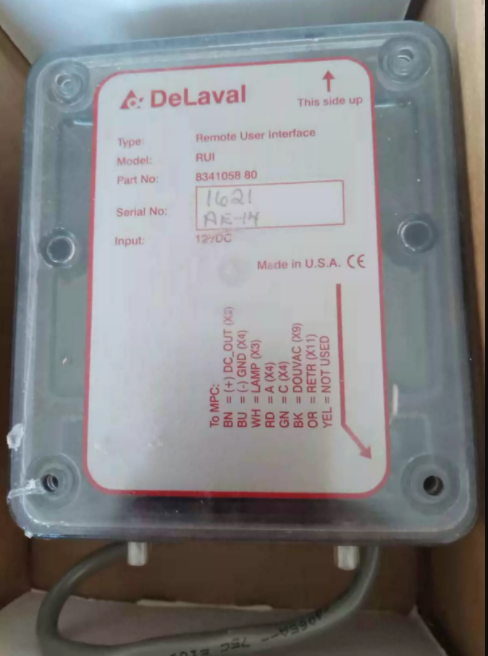 DeLaval
This side up
Type: Remote User Interface
Model: RUI
Part No: 8341058 80
Serial No: 1621
AE-14
Input: 12VDC
Made in U.S.A. CE
To MPC:
BN = (+) DC_OUT (X2)
BU = (-) GND (X4)
WH = LAMP (X3)
RD = A (X4)
GN = C (X4)
BK = DOUVAC (X9)
OR = RETR (X11)
YEL = NOT USED